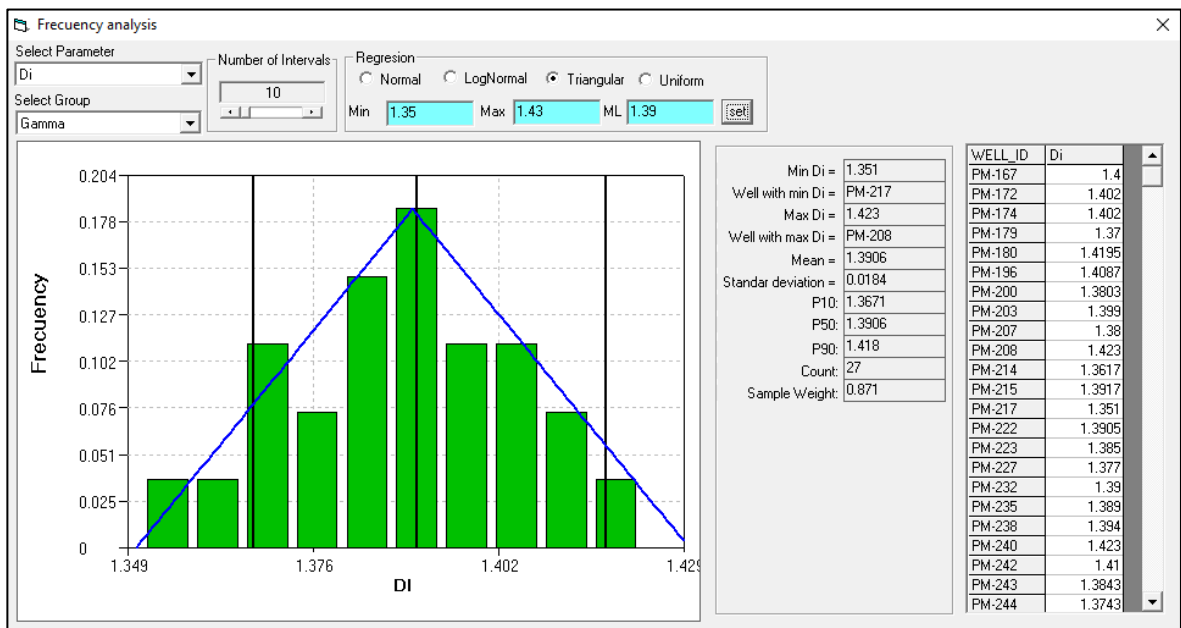 Frecuency analysis
Select Parameter
Di
Select Group
Gamma
Number of Intervals
10
Regresion
Normal LogNormal Triangular Uniform
Min 1.35 Max 1.43 ML 1.39 set
Frecuency
0.204
0.178
0.153
0.127
0.102
0.076
0.051
0.025
0
1.349 1.376 1.402 1.429
DI
Min Di = 1.351
Well with min Di = PM-217
Max Di = 1.423
Well with max Di = PM-208
Mean = 1.3906
Standar deviation = 0.0184
P10: 1.3671
P50: 1.3906
P90: 1.418
Count: 27
Sample Weight: 0.871
WELL_ID Di
PM-167 1.4
PM-172 1.402
PM-174 1.402
PM-179 1.37
PM-180 1.4195
PM-196 1.4087
PM-200 1.3803
PM-203 1.399
PM-207 1.38
PM-208 1.423
PM-214 1.3617
PM-215 1.3917
PM-217 1.351
PM-222 1.3905
PM-223 1.385
PM-227 1.377
PM-232 1.39
PM-235 1.389
PM-238 1.394
PM-240 1.423
PM-242 1.41
PM-243 1.3843
PM-244 1.3743